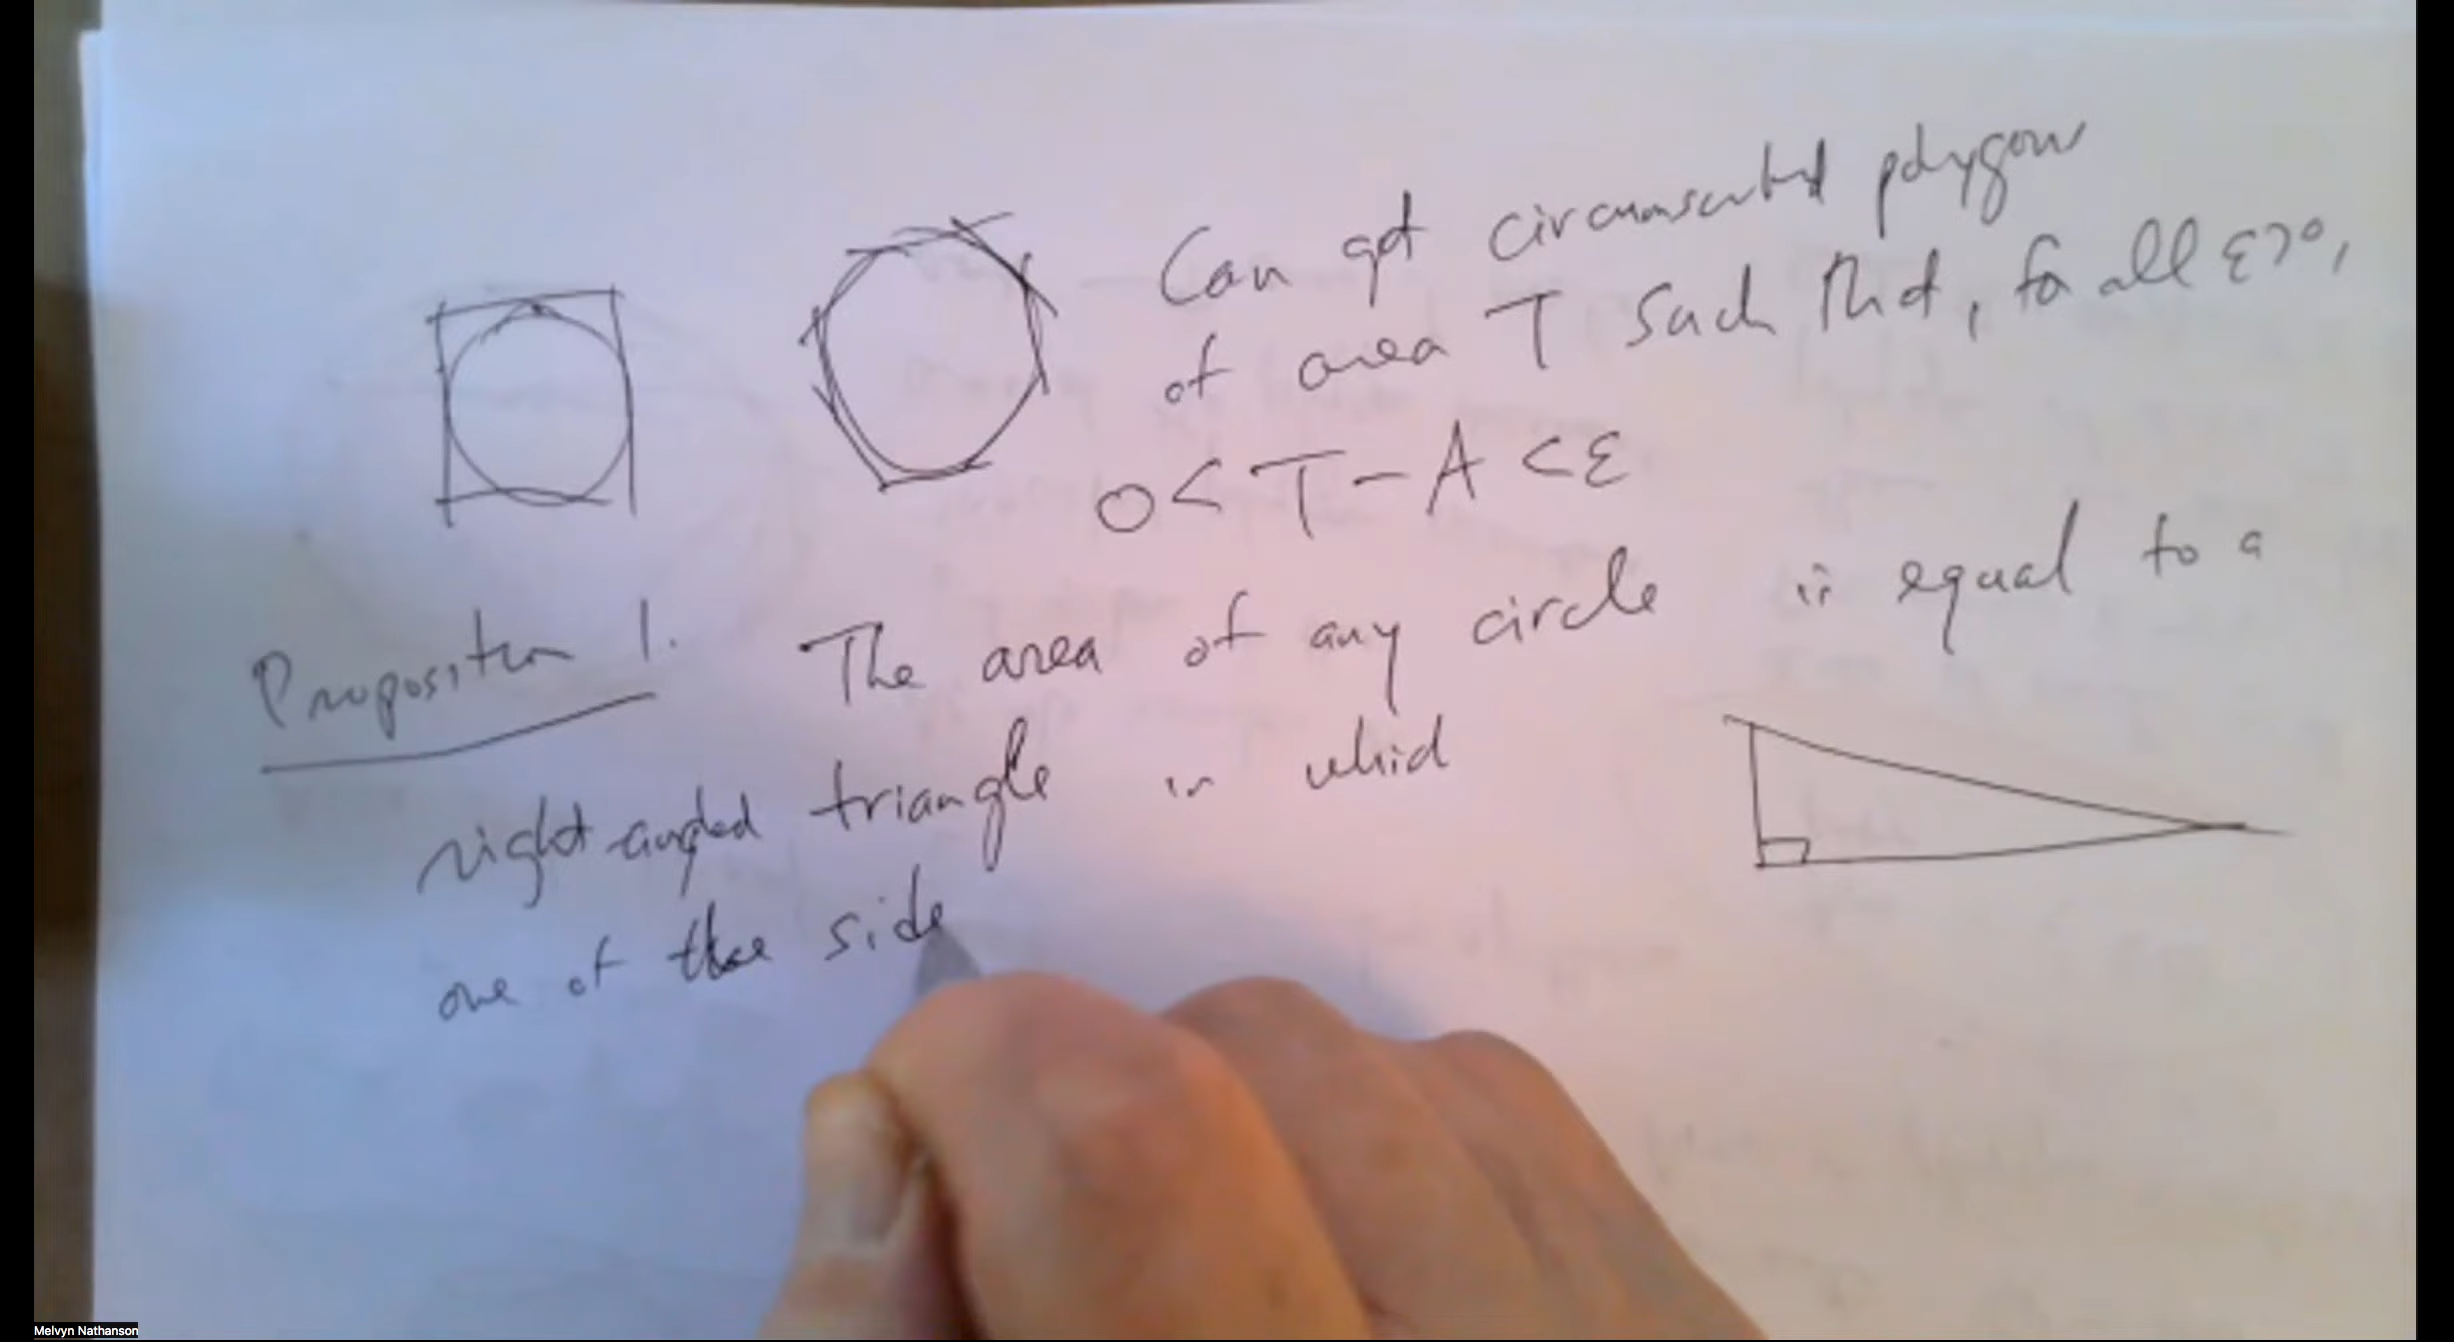 Can get circumscribed polygon
of area T such that, for all ε>0,
0 < T - A < ε
Proposition 1. The area of any circle is equal to a
right-angled triangle in which
one of the side
Melvyn Nathanson